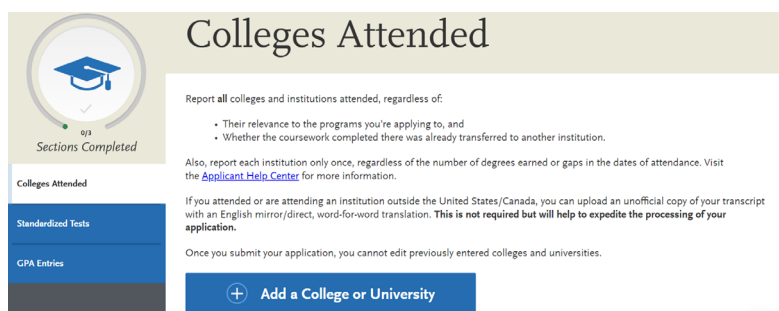 Colleges Attended
0/3
Sections Completed
Colleges Attended
Standardized Tests
GPA Entries
Report all colleges and institutions attended, regardless of:
• Their relevance to the programs you're applying to, and
• Whether the coursework completed there was already transferred to another institution.
Also, report each institution only once, regardless of the number of degrees earned or gaps in the dates of attendance. Visit
the Applicant Help Center for more information.
If you attended or are attending an institution outside the United States/Canada, you can upload an unofficial copy of your transcript
with an English mirror/direct, word-for-word translation. This is not required but will help to expedite the processing of your
application.
Once you submit your application, you cannot edit previously entered colleges and universities.
Add a College or University